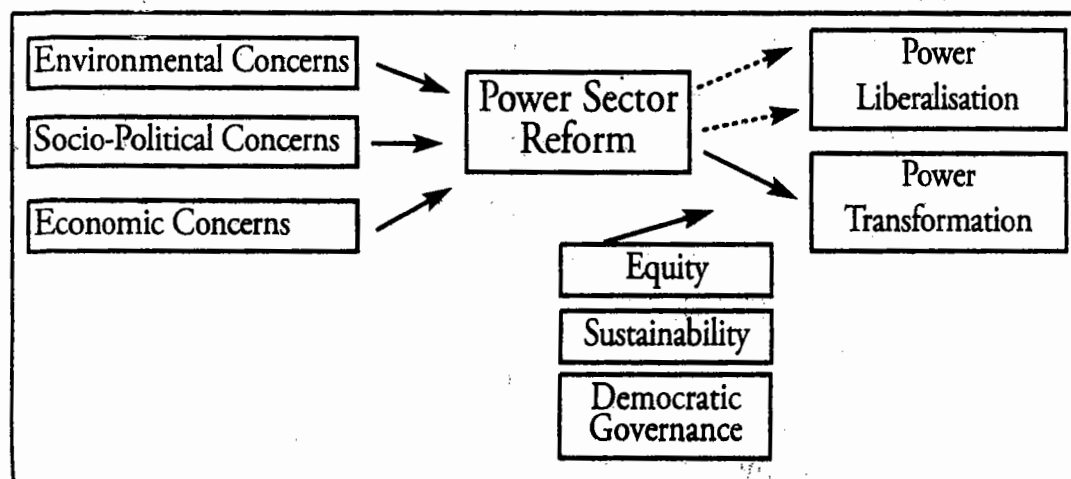 Environmental Concerns
Socio-Political Concerns
Economic Concerns
Power Sector
Reform
Power
Liberalisation
Power
Transformation
Equity
Sustainability
Democratic
Governance